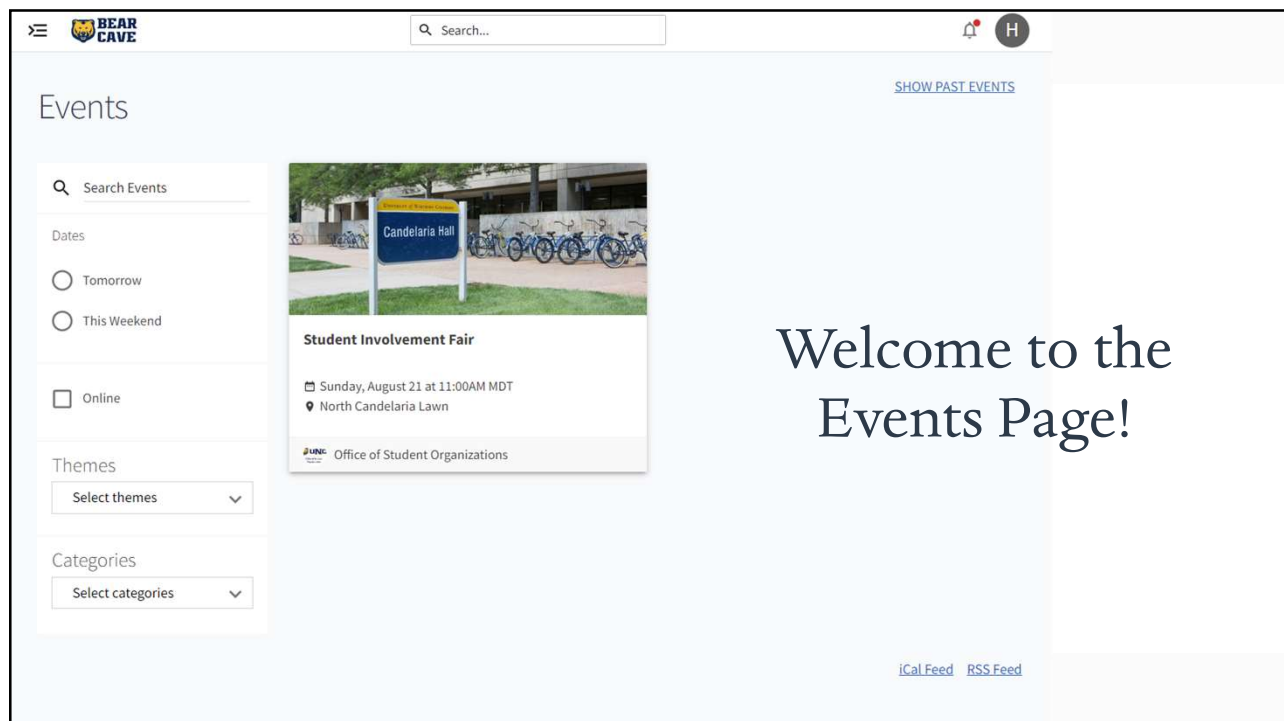 BEAR
CAVE
Search...
H
SHOW PAST EVENTS
Events
Search Events
Dates
Tomorrow
This Weekend
Online
Themes
Select themes
Categories
Select categories
Candelaria Hall
Student Involvement Fair
Sunday, August 21 at 11:00AM MDT
North Candelaria Lawn
UNC
Office of Student Organizations
Welcome to the
Events Page!
iCal Feed RSS Feed